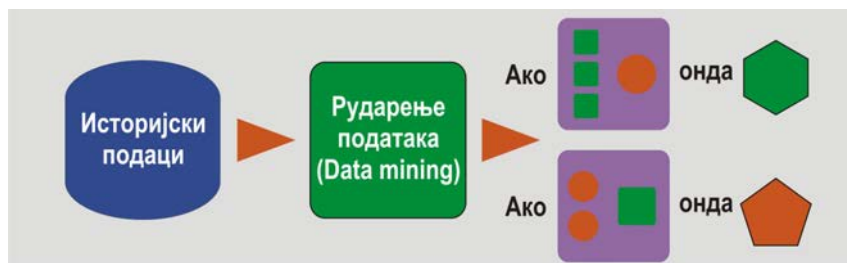 Историјски
подаци
Рударење
података
(Data mining)
Ако
онда
Ако
онда